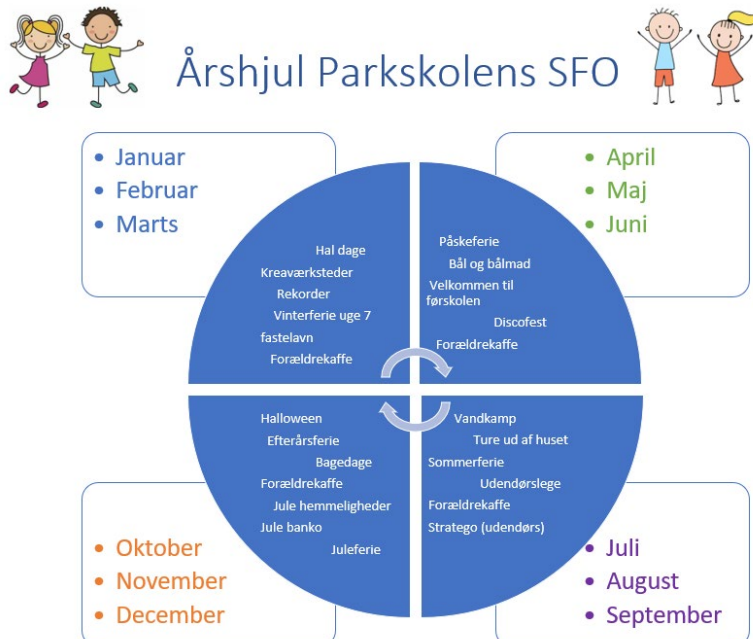 Årshjul Parkskolens SFO
• Januar
• Februar
• Marts
Hal dage
Kreaværksteder
Rekorder
Vinterferie uge 7
fastelavn
Forældrekaffe
• April
• Maj
• Juni
Påskeferie
Bål og bålmad
Velkommen til
førskolen
Discofest
Forældrekaffe
Halloween
Efterårsferie
Bagedage
Forældrekaffe
Jule hemmeligheder
Jule banko
Juleferie
• Oktober
• November
• December
Vandkamp
Ture ud af huset
Sommerferie
Udendørslege
Forældrekaffe
Stratego (udendørs)
• Juli
• August
• September